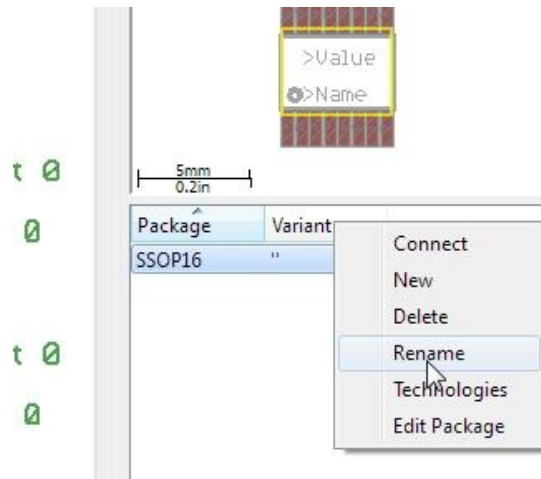 >Value
>Name
5mm
0.2in
t 0
0
t 0
0
Package Variant
SSOP16 ''
Connect
New
Delete
Rename
Technologies
Edit Package